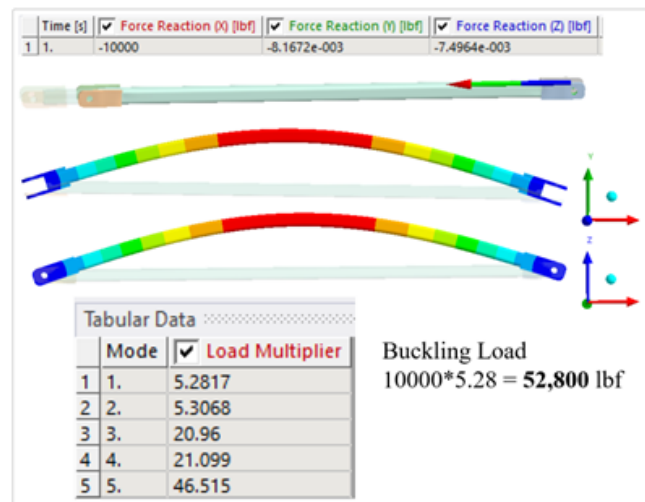 Time [s] Force Reaction (X) [lbf] Force Reaction (Y) [lbf] Force Reaction (Z) [lbf]
1 1. -10000 -8.1672e-003 -7.4964e-003
Y
Z
Tabular Data
Mode Load Multiplier
1 1. 5.2817
2 2. 5.3068
3 3. 20.96
4 4. 21.099
5 5. 46.515
Buckling Load
10000*5.28 = 52,800 lbf